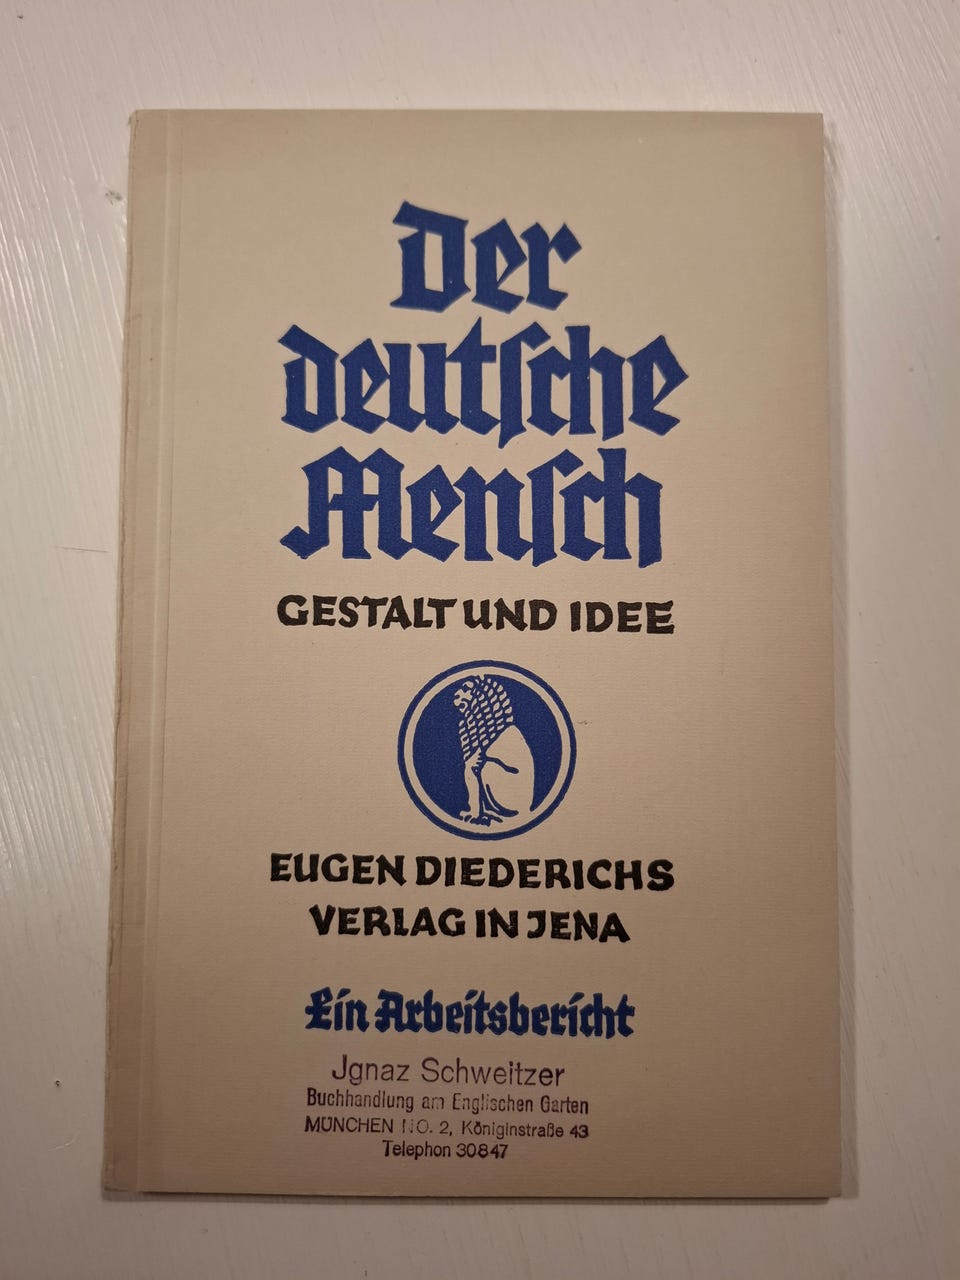 Der
deutsche
Mensch
GESTALT UND IDEE
EUGEN DIEDERICHS
VERLAG IN JENA
Ein Arbeitsbericht
Jgnaz Schweitzer
Buchhandlung am Englischen Garten
MÜNCHEN NO. 2, Königinstraße 43
Telephon 30847